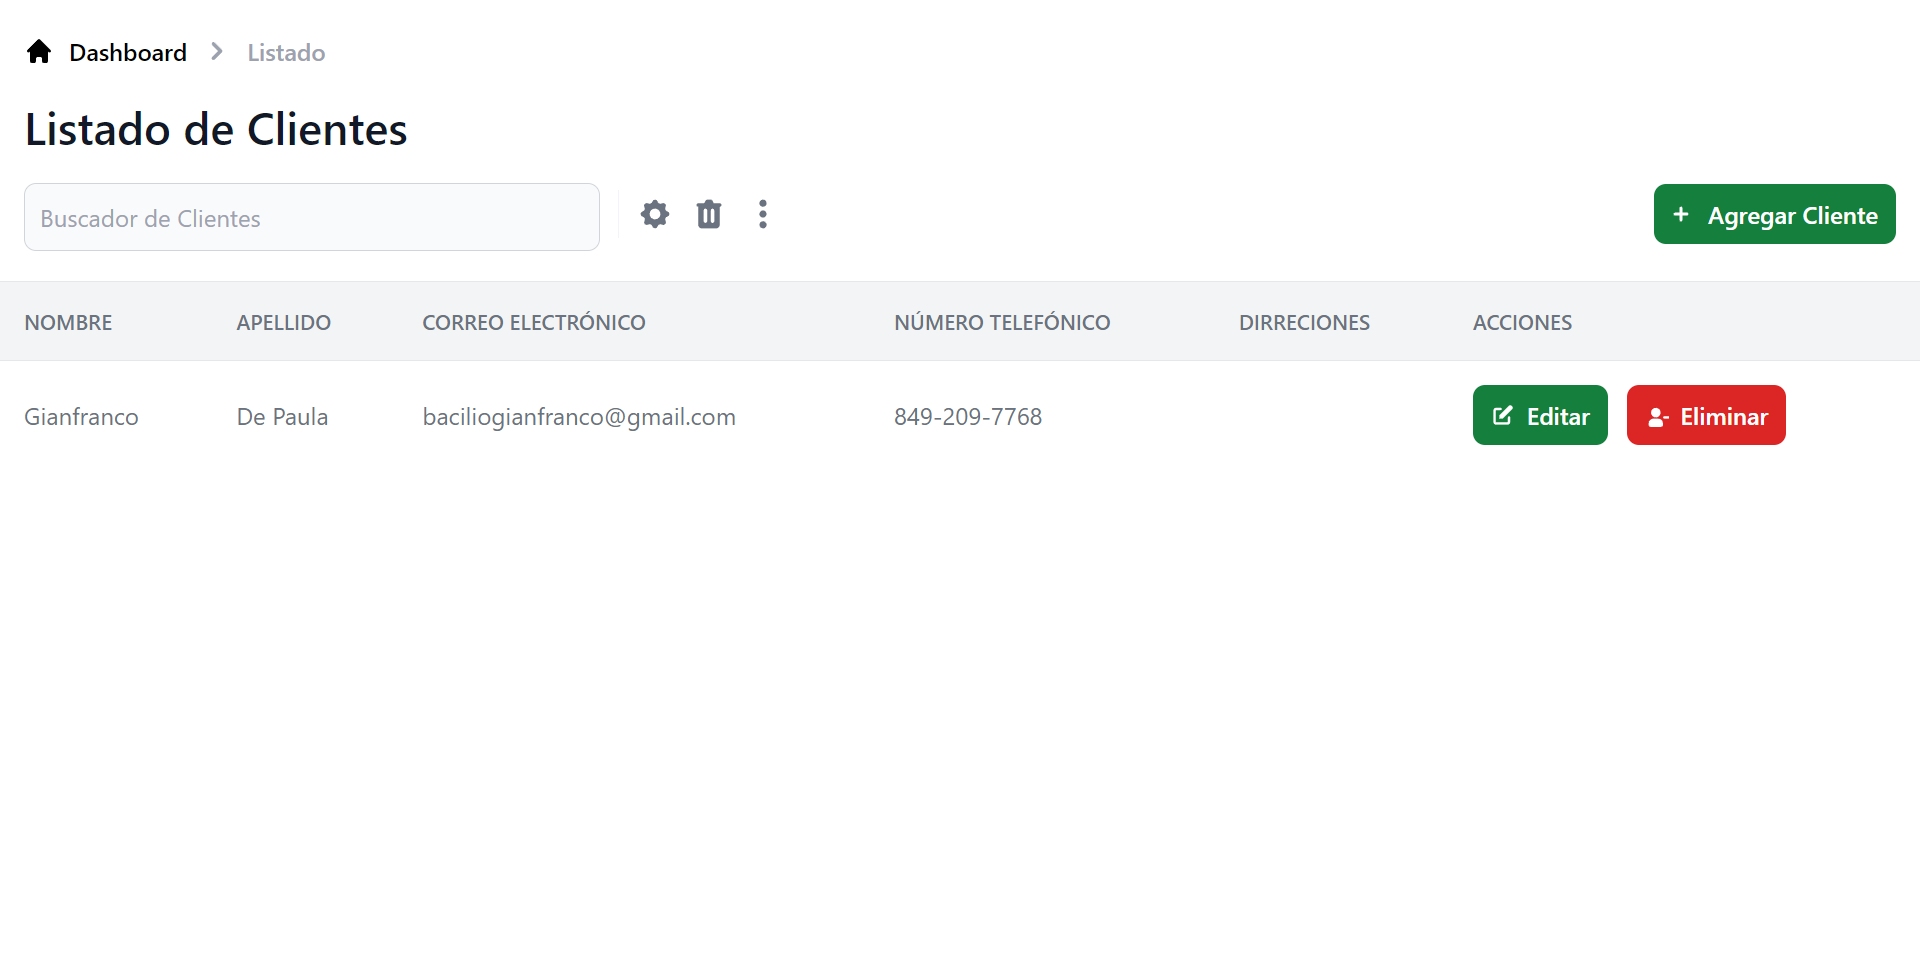 Dashboard > Listado
Listado de Clientes
Buscador de Clientes
+ Agregar Cliente
NOMBRE APELLIDO CORREO ELECTRÓNICO NÚMERO TELEFÓNICO DIRRECIONES ACCIONES
Gianfranco De Paula baciliogianfranco@gmail.com 849-209-7768 Editar Eliminar